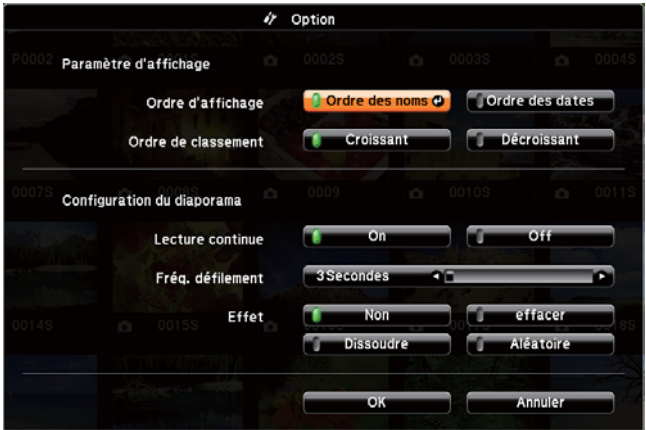 Option
P0002 0001S 0002S 0003S 0004S
Paramètre d'affichage
Ordre d'affichage Ordre des noms Ordre des dates
Ordre de classement Croissant Décroissant
0007S 0008S 0009 0010S 0011S
Configuration du diaporama
Lecture continue On Off
Fréq. défilement 3Secondes
Effet Non effacer
0014S 0015S
Dissoudre Aléatoire
OK Annuler